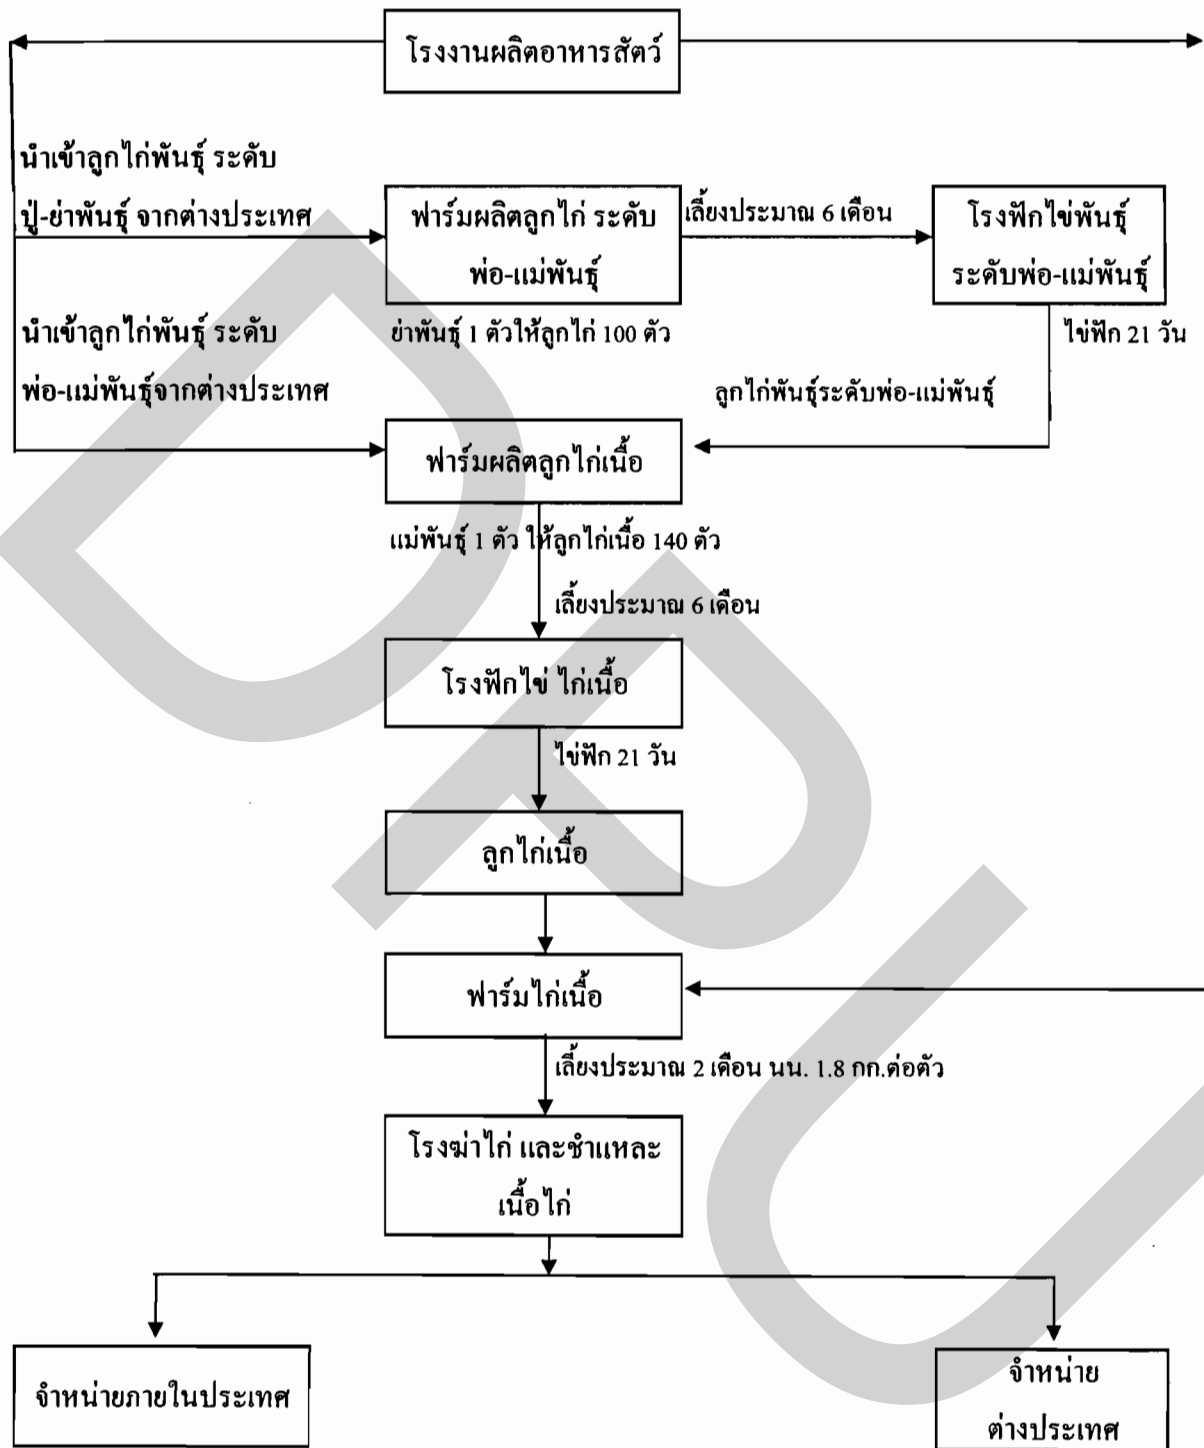 โรงงานผลิตอาหารสัตว์
นำเข้าลูกไก่พันธุ์ ระดับ
ปู่-ย่าพันธุ์ จากต่างประเทศ
ฟาร์มผลิตลูกไก่ ระดับ
พ่อ-แม่พันธุ์
เลี้ยงประมาณ 6 เดือน
โรงฟักไข่พันธุ์
ระดับพ่อ-แม่พันธุ์
นำเข้าลูกไก่พันธุ์ ระดับ
พ่อ-แม่พันธุ์จากต่างประเทศ
ย่าพันธุ์ 1 ตัวให้ลูกไก่ 100 ตัว
ไข่ฟัก 21 วัน
ลูกไก่พันธุ์ระดับพ่อ-แม่พันธุ์
ฟาร์มผลิตลูกไก่เนื้อ
แม่พันธุ์ 1 ตัว ให้ลูกไก่เนื้อ 140 ตัว
เลี้ยงประมาณ 6 เดือน
โรงฟักไข่ ไก่เนื้อ
ไข่ฟัก 21 วัน
ลูกไก่เนื้อ
ฟาร์มไก่เนื้อ
เลี้ยงประมาณ 2 เดือน นน. 1.8 กก.ต่อตัว
โรงฆ่าไก่ และชำแหละ
เนื้อไก่
จำหน่ายภายในประเทศ
จำหน่าย
ต่างประเทศ
DPU